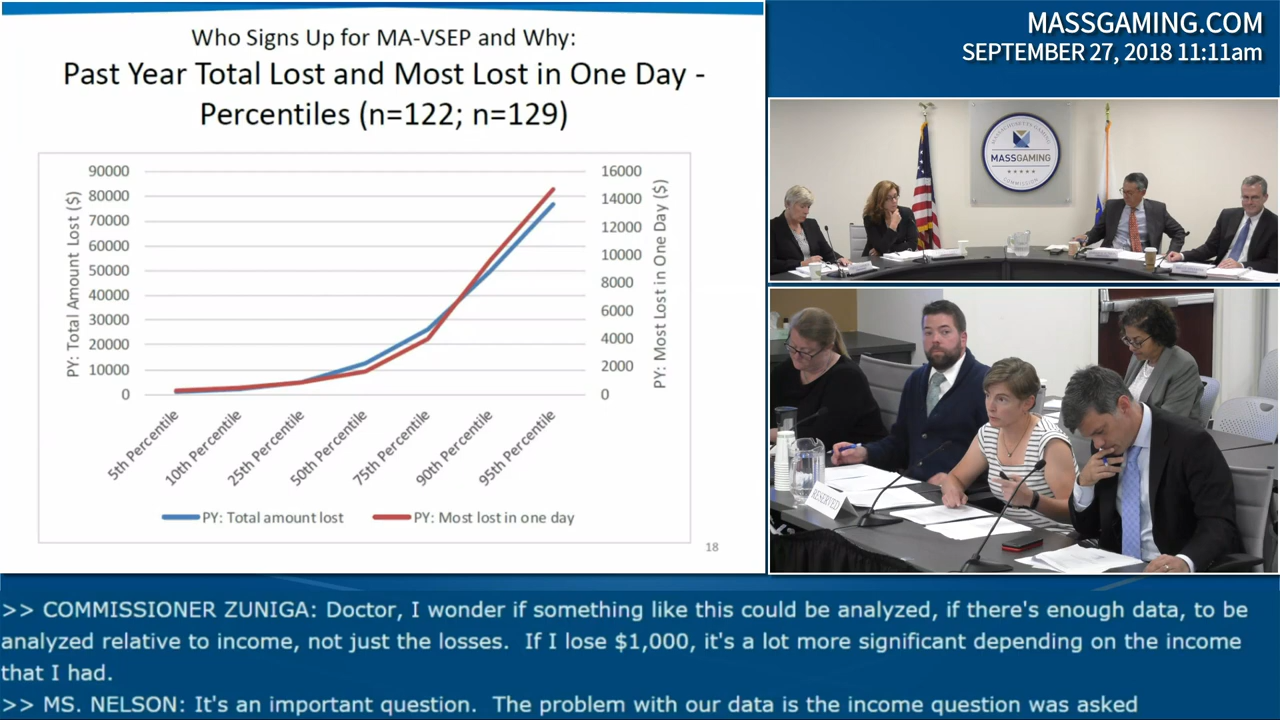 Who Signs Up for MA-VSEP and Why:
Past Year Total Lost and Most Lost in One Day -
Percentiles (n=122; n=129)
PY: Total Amount Lost ($)
90000
80000
70000
60000
50000
40000
30000
20000
10000
0
16000
14000
12000
10000
8000
6000
4000
2000
0
PY: Most Lost in One Day ($)
5th Percentile
10th Percentile
25th Percentile
50th Percentile
75th Percentile
90th Percentile
95th Percentile
PY: Total amount lost
PY: Most lost in one day
18
MASSGAMING.COM
SEPTEMBER 27, 2018 11:11am
MASSACHUSETTS GAMING
MASSGAMING
COMMISSION
RESERVED
>> COMMISSIONER ZUNIGA: Doctor, I wonder if something like this could be analyzed, if there's enough data, to be
analyzed relative to income, not just the losses. If I lose $1,000, it's a lot more significant depending on the income
that I had.
>> MS. NELSON: It's an important question. The problem with our data is the income question was asked